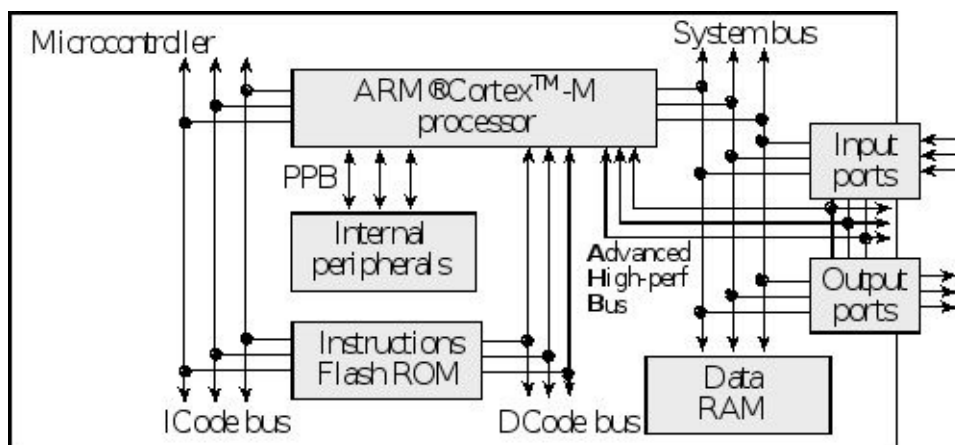 Microcontroller
System bus
ARM®Cortex™-M
processor
Input
ports
PPB
Internal
peripherals
Advanced
High-perf
Bus
Output
ports
Instructions
Flash ROM
Data
RAM
ICode bus
DCode bus